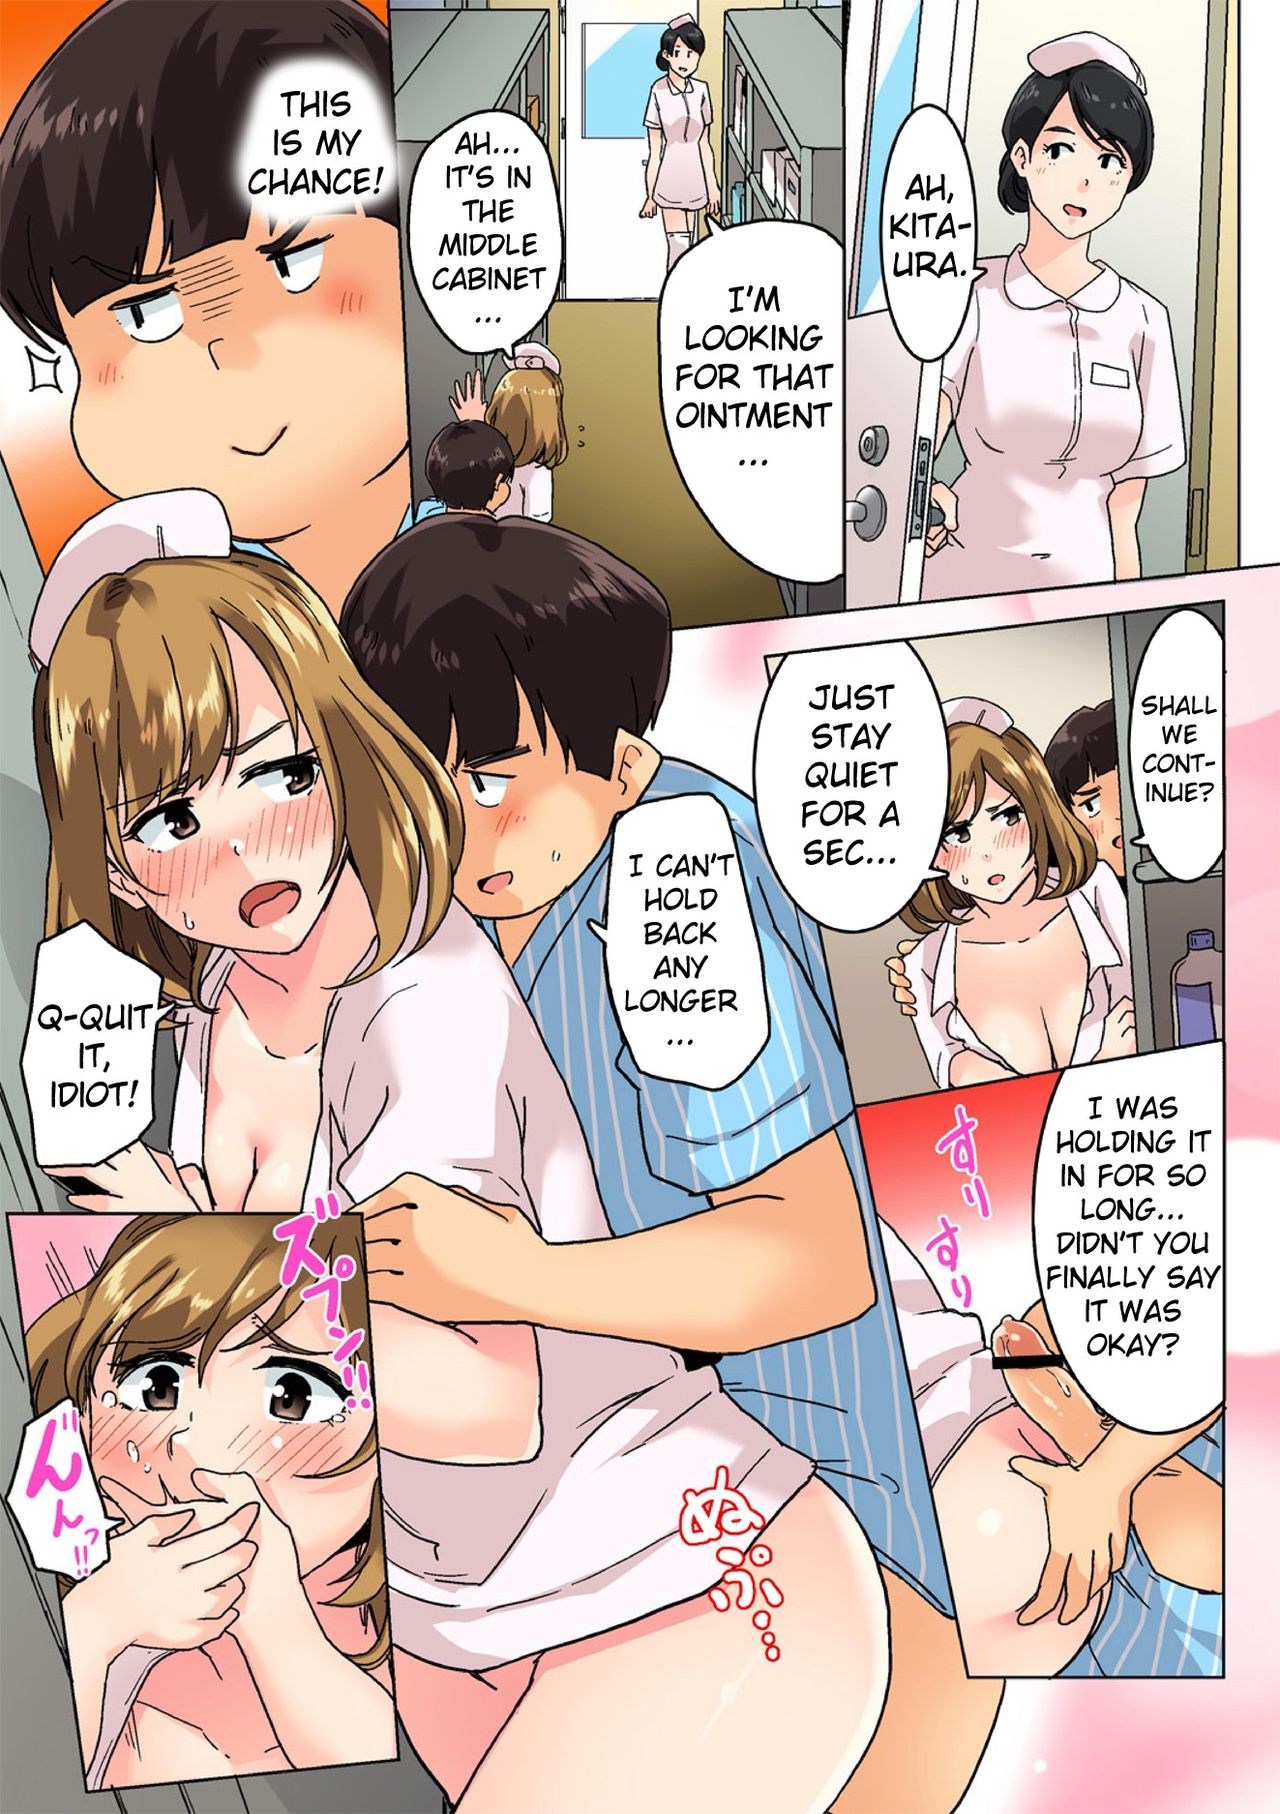 AH,
KITA-
URA.
I'M
LOOKING
FOR THAT
OINTMENT
...
AH...
IT'S IN
THE
MIDDLE
CABINET
...
THIS
IS MY
CHANCE!
SHALL
WE
CONT-
INUE?
JUST
STAY
QUIET
FOR A
SEC...
I CAN'T
HOLD
BACK
ANY
LONGER
...
Q-QUIT
IT,
IDIOT!
I WAS
HOLDING IT
IN FOR SO
LONG...
DIDN'T YOU
FINALLY SAY
IT WAS
OKAY?
すりすり
ぬぷ…
ズプン!!
んんっ!!